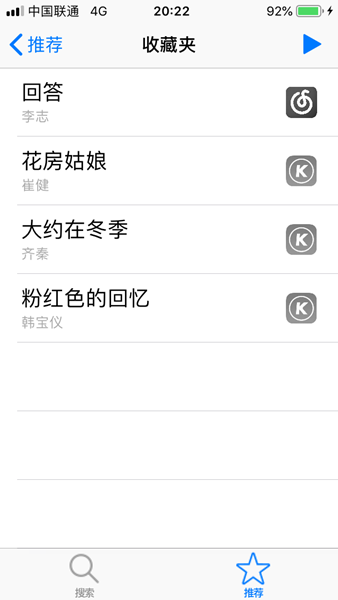 中国联通 4G 20:22 92%
推荐 收藏夹
回答
李志
花房姑娘
崔健
K
大约在冬季
齐秦
K
粉红色的回忆
韩宝仪
K
搜索 推荐